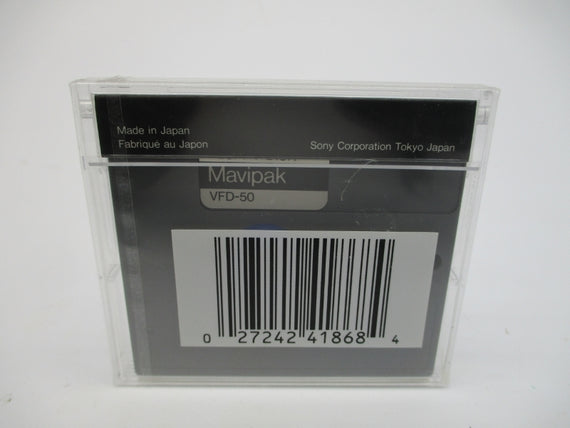 Made in Japan
Fabriqué au Japon
Sony Corporation Tokyo Japan
Mavipak
VFD-50
0 27242 41868 4